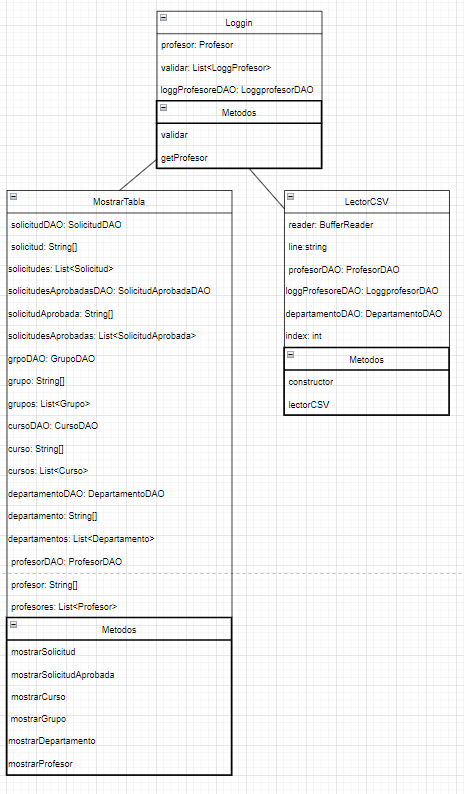 Loggin
profesor: Profesor
validar: List<LoggProfesor>
loggProfesoreDAO: LoggprofesorDAO
Metodos
validar
getProfesor
MostrarTabla
solicitudDAO: SolicitudDAO
solicitud: String[]
solicitudes: List<Solicitud>
solicitudesAprobadasDAO: SolicitudAprobadaDAO
solicitudAprobada: String[]
solicitudesAprobadas: List<SolicitudAprobada>
grpoDAO: GrupoDAO
grupo: String[]
grupos: List<Grupo>
cursoDAO: CursoDAO
curso: String[]
cursos: List<Curso>
departamentoDAO: DepartamentoDAO
departamento: String[]
departamentos: List<Departamento>
profesorDAO: ProfesorDAO
profesor: String[]
profesores: List<Profesor>
Metodos
mostrarSolicitud
mostrarSolicitudAprobada
mostrarCurso
mostrarGrupo
mostrarDepartamento
mostrarProfesor
LectorCSV
reader: BufferReader
line:string
profesorDAO: ProfesorDAO
loggProfesoreDAO: LoggprofesorDAO
departamentoDAO: DepartamentoDAO
index: int
Metodos
constructor
lectorCSV